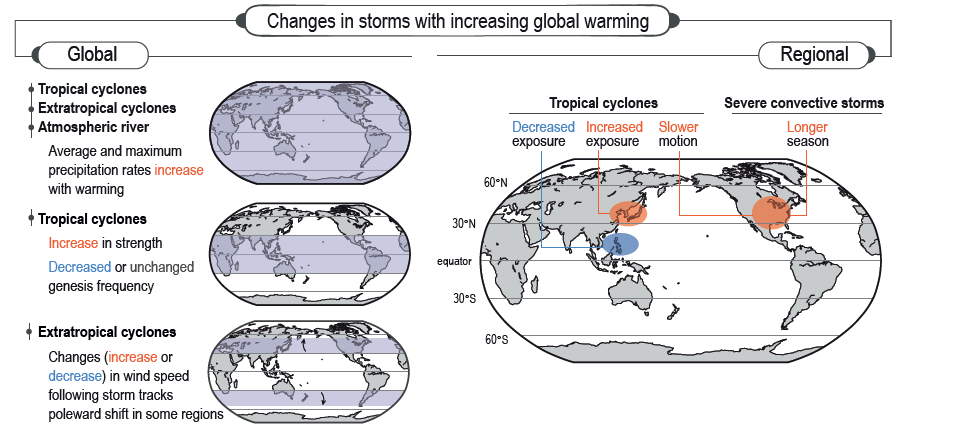 Changes in storms with increasing global warming
Global
Tropical cyclones
Extratropical cyclones
Atmospheric river
Average and maximum
precipitation rates increase
with warming
Tropical cyclones
Increase in strength
Decreased or unchanged
genesis frequency
Extratropical cyclones
Changes (increase or
decrease) in wind speed
following storm tracks
poleward shift in some regions
Regional
Tropical cyclones
Severe convective storms
Decreased
exposure
Increased
exposure
Slower
motion
Longer
season
60°N
30°N
equator
30°S
60°S